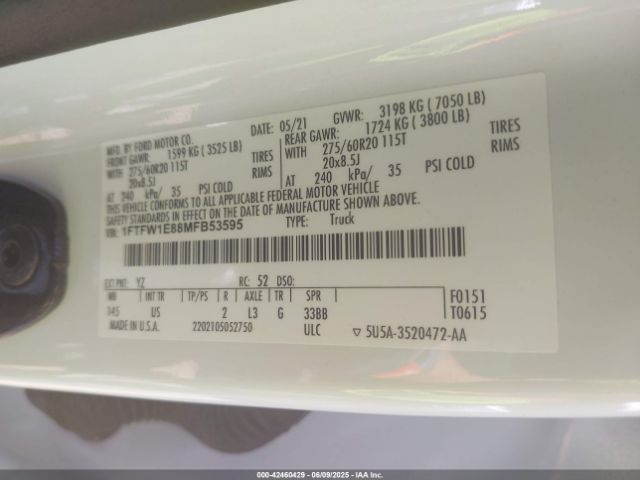 MFD. BY FORD MOTOR CO.
DATE: 05/21 GVWR: 3198 KG ( 7050 LB)
FRONT GAWR: 1599 KG ( 3525 LB) REAR GAWR: 1724 KG ( 3800 LB)
WITH 275/60R20 115T TIRES WITH 275/60R20 115T TIRES
20x8.5J RIMS 20x8.5J RIMS
AT 240 kPa/ 35 PSI COLD AT 240 kPa/ 35 PSI COLD
THIS VEHICLE CONFORMS TO ALL APPLICABLE FEDERAL MOTOR VEHICLE
SAFETY STANDARDS IN EFFECT ON THE DATE OF MANUFACTURE SHOWN ABOVE.
VIN: 1FTFW1E88MFB53595 TYPE: Truck
EXT PNT: YZ RC: 52 DSO:
WB INT TR TP/PS R AXLE TR SPR F0151
145 US 2 L3 G 33BB T0615
MADE IN U.S.A. 2202105052750 ULC ▽ 5U5A-3520472-AA
000-42460429 - 06/09/2025 - IAA